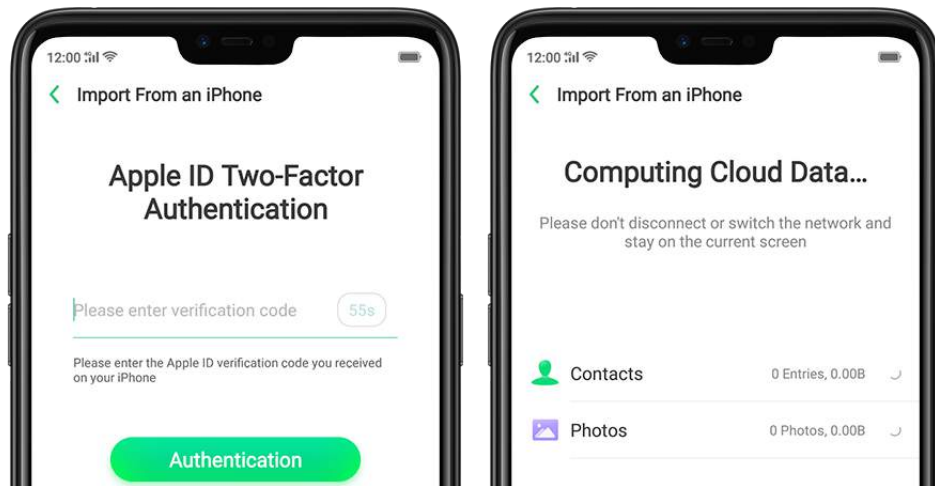 12:00
Import From an iPhone
Apple ID Two-Factor
Authentication
Please enter verification code
55s
Please enter the Apple ID verification code you received
on your iPhone
Authentication
12:00
Import From an iPhone
Computing Cloud Data...
Please don't disconnect or switch the network and
stay on the current screen
Contacts 0 Entries, 0.00B
Photos 0 Photos, 0.00B